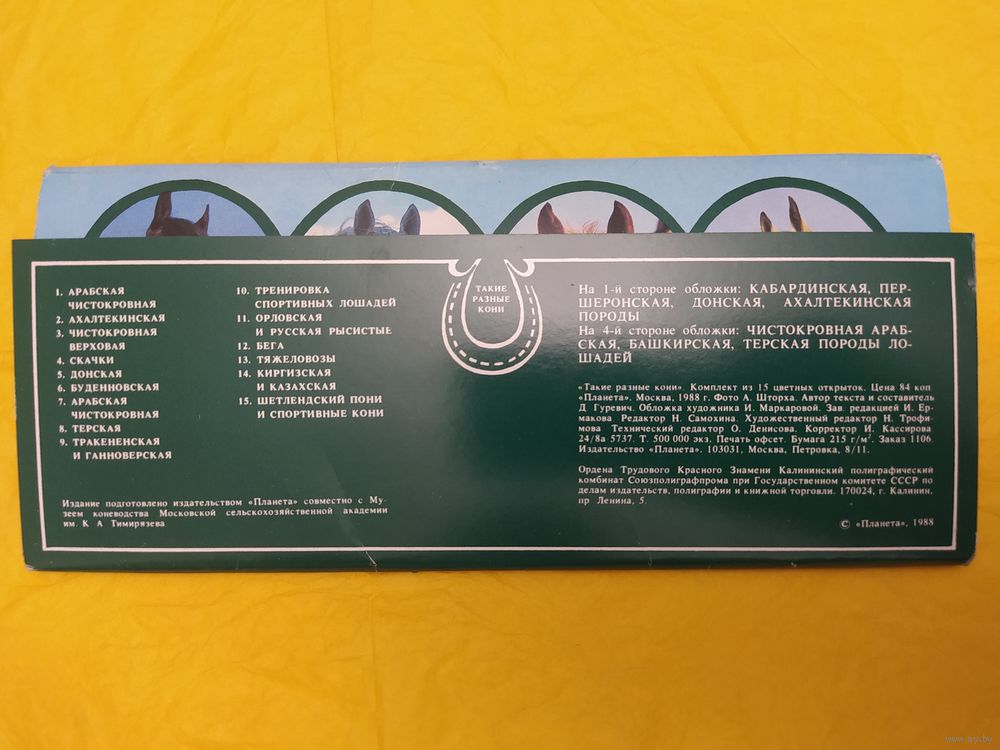 1. АРАБСКАЯ
ЧИСТОКРОВНАЯ
2. АХАЛТЕКИНСКАЯ
3. ЧИСТОКРОВНАЯ
ВЕРХОВАЯ
4. СКАЧКИ
5. ДОНСКАЯ
6. БУДЕННОВСКАЯ
7. АРАБСКАЯ
ЧИСТОКРОВНАЯ
8. ТЕРСКАЯ
9. ТРАКЕНЕНСКАЯ
И ГАННОВЕРСКАЯ
10. ТРЕНИРОВКА
СПОРТИВНЫХ ЛОШАДЕЙ
11. ОРЛОВСКАЯ
И РУССКАЯ РЫСИСТЫЕ
12. БЕГА
13. ТЯЖЕЛОВОЗЫ
14. КИРГИЗСКАЯ
И КАЗАХСКАЯ
15. ШЕТЛЕНДСКИЙ ПОНИ
И СПОРТИВНЫЕ КОНИ
Издание подготовлено издательством «Планета» совместно с Му-
зеем коневодства Московской сельскохозяйственной академии
им. К А Тимирязева
ТАКИЕ
РАЗНЫЕ
КОНИ
На 1-й стороне обложки: КАБАРДИНСКАЯ, ПЕР-
ШЕРОНСКАЯ, ДОНСКАЯ, АХАЛТЕКИНСКАЯ
ПОРОДЫ
На 4-й стороне обложки: ЧИСТОКРОВНАЯ АРАБ-
СКАЯ, БАШКИРСКАЯ, ТЕРСКАЯ ПОРОДЫ ЛО-
ШАДЕЙ
«Такие разные кони». Комплект из 15 цветных открыток. Цена 84 коп
«Планета». Москва, 1988 г. Фото А. Шторха. Автор текста и составитель
Д Гуревич. Обложка художника И. Маркаровой. Зав. редакцией И. Ер-
макова Редактор Н. Самохина. Художественный редактор Н. Трофи-
мова Технический редактор О. Денисова. Корректор И. Кассирова
24/8а 5737. Т. 500 000 экз. Печать офсет. Бумага 215 г/м². Заказ 1106
Издательство «Планета». 103031, Москва, Петровка, 8/11.
Ордена Трудового Красного Знамени Калининский полиграфический
комбинат Союзполиграфпрома при Государственном комитете СССР по
делам издательств, полиграфии и книжной торговли. 170024, г. Калинин,
пр Ленина, 5.
© «Планета», 1988
www.ay.by